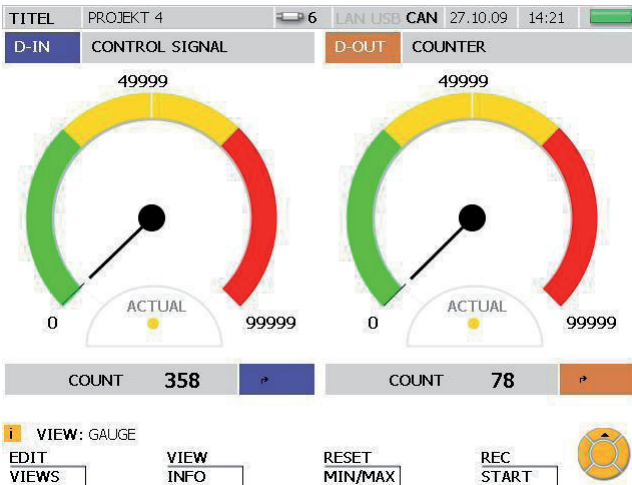 TITEL PROJEKT 4 6 LAN USB CAN 27.10.09 14:21
D-IN CONTROL SIGNAL D-OUT COUNTER
49999 49999
ACTUAL ACTUAL
0 99999 0 99999
COUNT 358 COUNT 78
i VIEW: GAUGE
EDIT VIEW RESET REC
VIEWS INFO MIN/MAX START